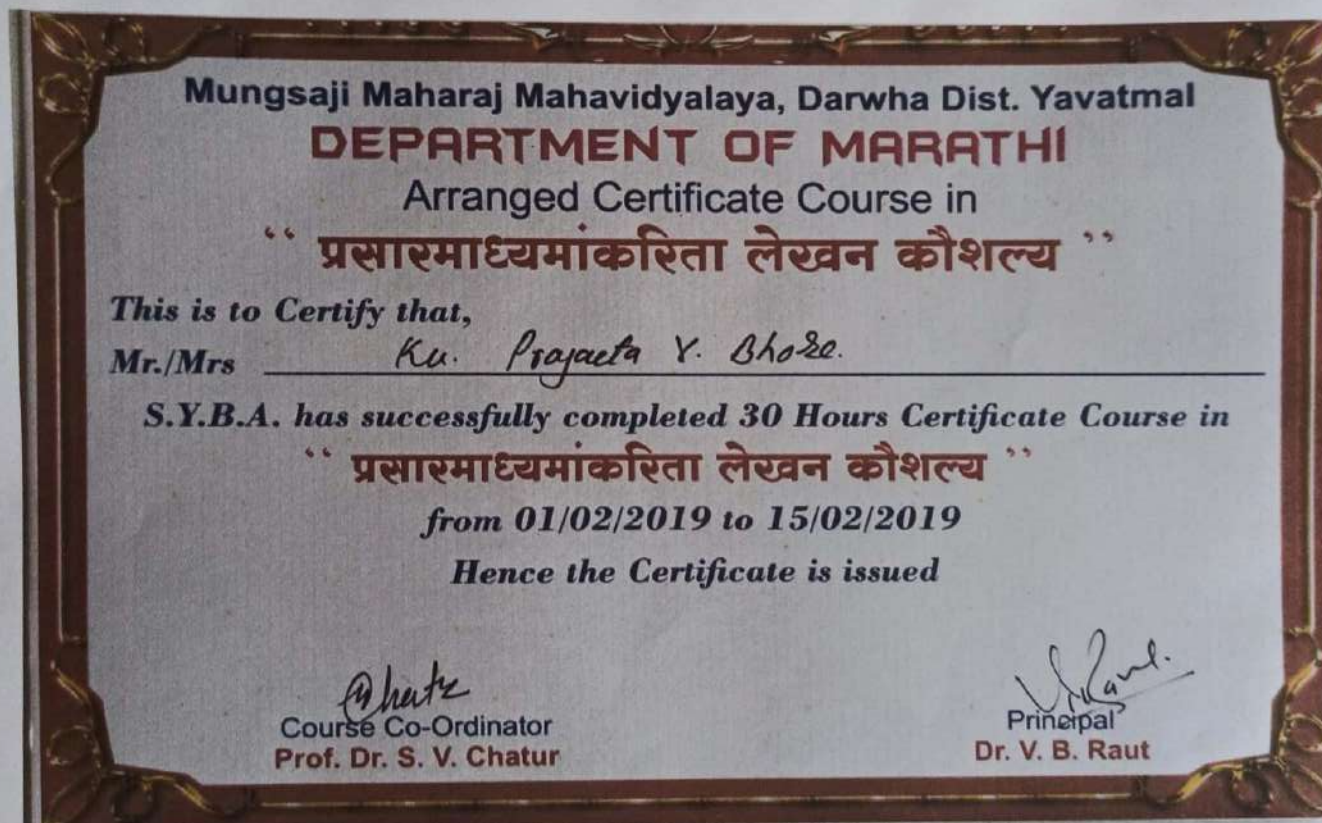 Mungsaji Maharaj Mahavidyalaya, Darwha Dist. Yavatmal
DEPARTMENT OF MARATHI
Arranged Certificate Course in
“ प्रसारमाध्यमांकरिता लेखन कौशल्य ”
This is to Certify that,
Mr./Mrs Ku. Y.
S.Y.B.A. has successfully completed 30 Hours Certificate Course in
“ प्रसारमाध्यमांकरिता लेखन कौशल्य ”
from 01/02/2019 to 15/02/2019
Hence the Certificate is issued
Course Co-Ordinator
Prof. Dr. S. V. Chatur
Principal
Dr. V. B. Raut